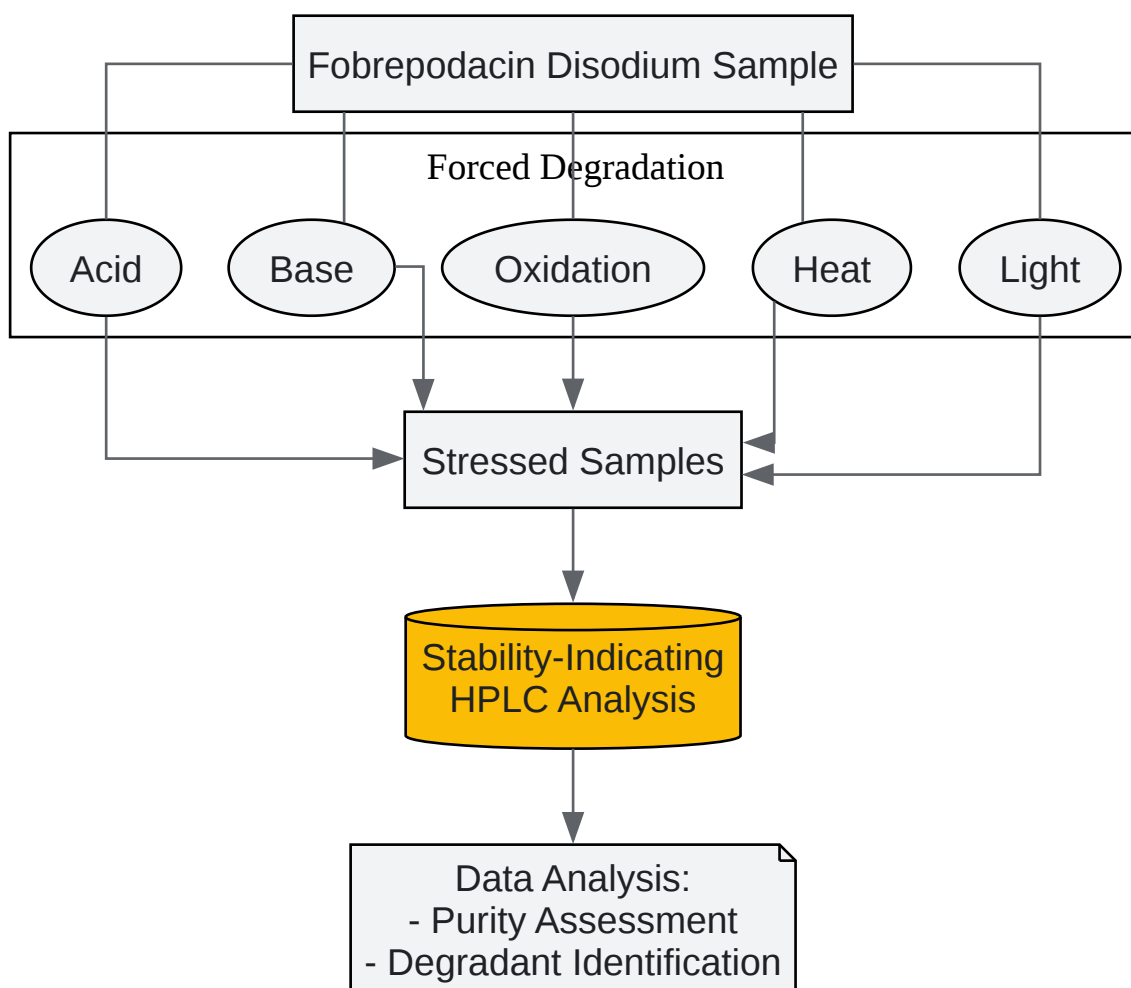 Fobrepodacin Disodium Sample
Forced Degradation
Acid
Base
Oxidation
Heat
Light
Stressed Samples
Stability-Indicating
HPLC Analysis
Data Analysis:
- Purity Assessment
- Degradant Identification